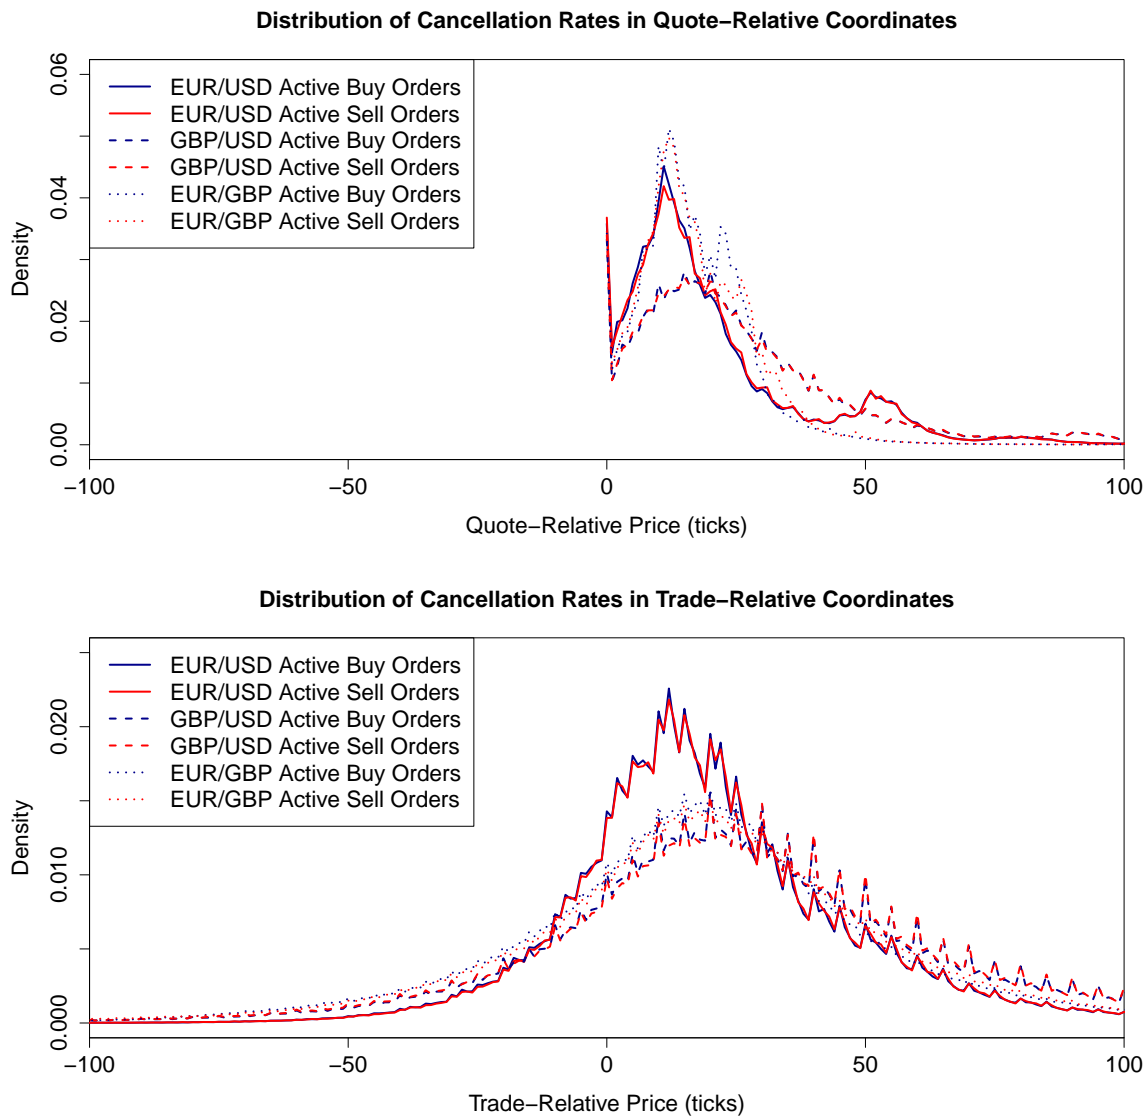 Distribution of Cancellation Rates in Quote−Relative Coordinates
EUR/USD Active Buy Orders
EUR/USD Active Sell Orders
GBP/USD Active Buy Orders
GBP/USD Active Sell Orders
EUR/GBP Active Buy Orders
EUR/GBP Active Sell Orders
Density
0.06
0.04
0.02
0.00
−100
−50
0
50
100
Quote−Relative Price (ticks)
Distribution of Cancellation Rates in Trade−Relative Coordinates
EUR/USD Active Buy Orders
EUR/USD Active Sell Orders
GBP/USD Active Buy Orders
GBP/USD Active Sell Orders
EUR/GBP Active Buy Orders
EUR/GBP Active Sell Orders
Density
0.020
0.010
0.000
−100
−50
0
50
100
Trade−Relative Price (ticks)